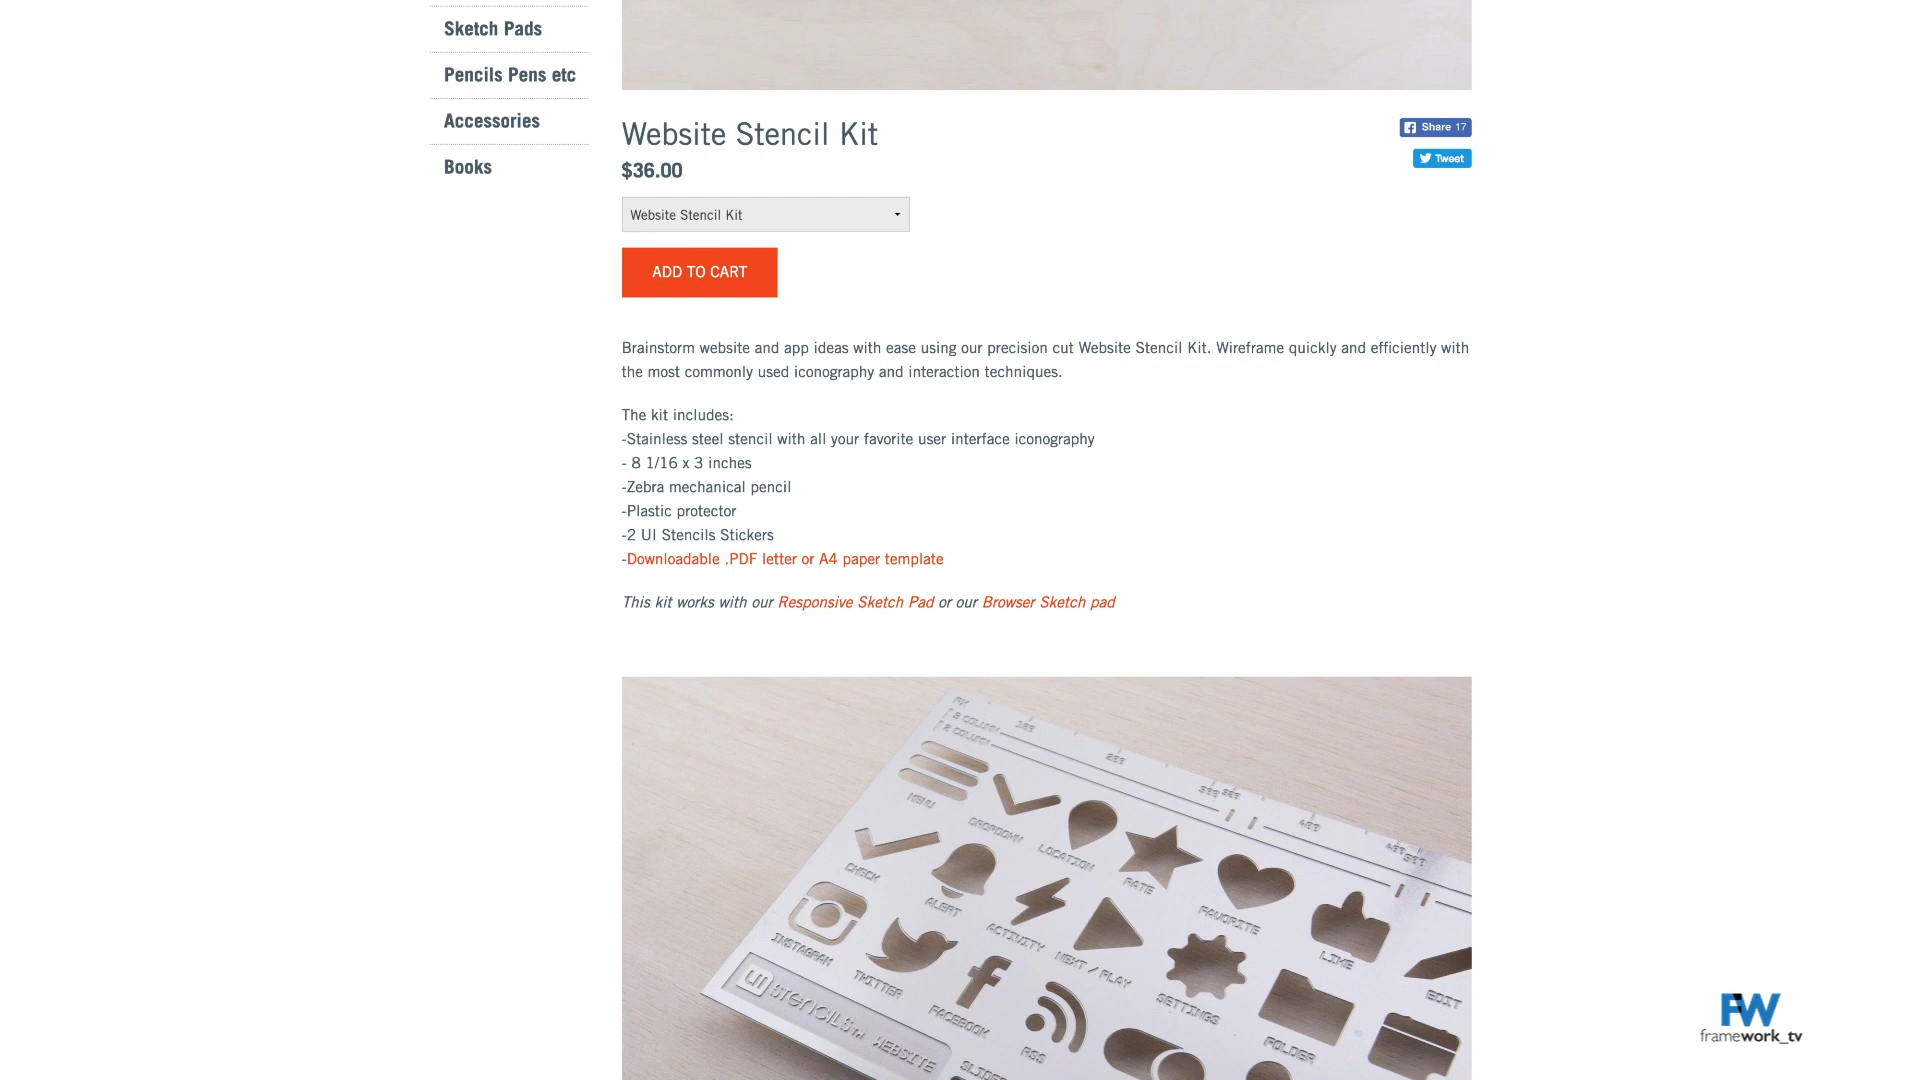 Sketch Pads
Pencils Pens etc
Accessories
Books
Website Stencil Kit
$36.00
Share 17
Tweet
Website Stencil Kit
ADD TO CART
Brainstorm website and app ideas with ease using our precision cut Website Stencil Kit. Wireframe quickly and efficiently with
the most commonly used iconography and interaction techniques.
The kit includes:
-Stainless steel stencil with all your favorite user interface iconography
- 8 1/16 x 3 inches
-Zebra mechanical pencil
-Plastic protector
-2 UI Stencils Stickers
-Downloadable .PDF letter or A4 paper template
This kit works with our Responsive Sketch Pad or our Browser Sketch pad
PX
3 COLUMN
2 COLUMN
MENU
DROPDOWN
LOCATION
RATE
FAVORITE
LIKE
EDIT
CHECK
ALERT
ACTIVITY
NEXT / PLAY
SETTINGS
FOLDER
INSTAGRAM
TWITTER
FACEBOOK
RSS
SLIDER
UI STENCILS WEBSITE
FW
framework_tv